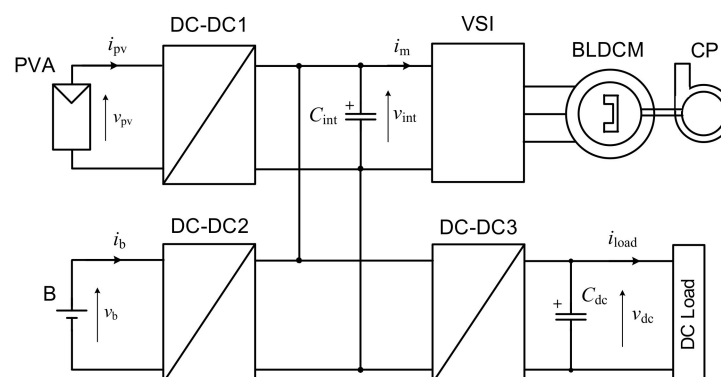 DC-DC1
VSI
BLDCM
CP
PVA
i_pv
v_pv
C_int
+
i_m
v_int
DC-DC2
DC-DC3
B
i_b
v_b
+
C_dc
i_load
v_dc
DC Load